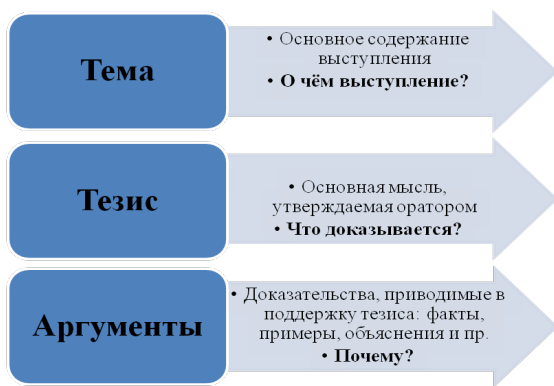 Тема
• Основное содержание
выступления
• О чём выступление?
Тезис
• Основная мысль,
утверждаемая оратором
• Что доказывается?
Аргументы
• Доказательства, приводимые в
поддержку тезиса: факты,
примеры, объяснения и пр.
• Почему?